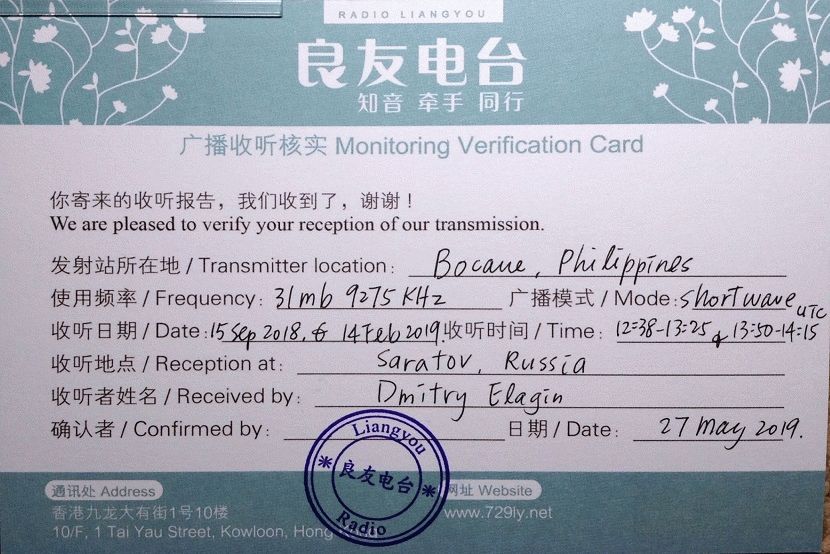 RADIO LIANGYOU
良友电台
知音 牵手 同行
广播收听核实 Monitoring Verification Card
你寄来的收听报告，我们收到了，谢谢！
We are pleased to verify your reception of our transmission.
发射站所在地 / Transmitter location: Bocaue, Philippines
使用频率 / Frequency: 31mb 9275 KHz 广播模式 / Mode: shortwave
收听日期 / Date: 15 Sep 2018, & 14 Feb 2019. 收听时间 / Time: 12:38-13:25 & 13:50-14:15 UTC
收听地点 / Reception at: Saratov, Russia
收听者姓名 / Received by: Dmitry Elagin
确认者 / Confirmed by: 日期 / Date: 27 May 2019.
Liangyou
良友电台
Radio
通讯处 Address 网址 Website
香港九龙大有街1号10楼 www.729ly.net
10/F, 1 Tai Yau Street, Kowloon, Hong